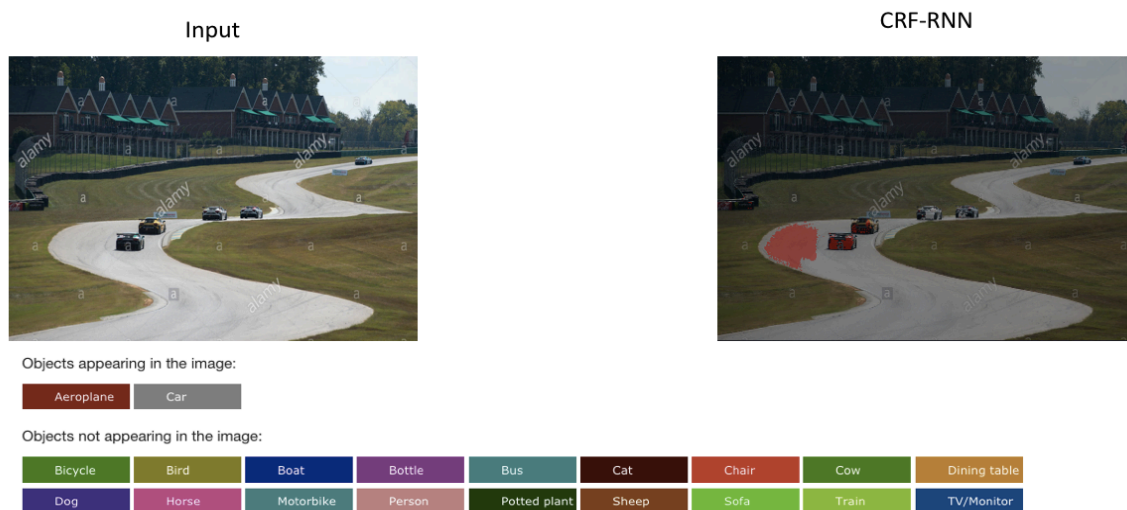 Input
CRF-RNN
alamy
alamy
alamy
alamy
a
a
a
a
a
a
a
a
a
alamy
alamy
alamy
alamy
a
a
a
a
a
a
a
a
a
Objects appearing in the image:
Aeroplane Car
Objects not appearing in the image:
Bicycle Bird Boat Bottle Bus Cat Chair Cow Dining table
Dog Horse Motorbike Person Potted plant Sheep Sofa Train TV/Monitor